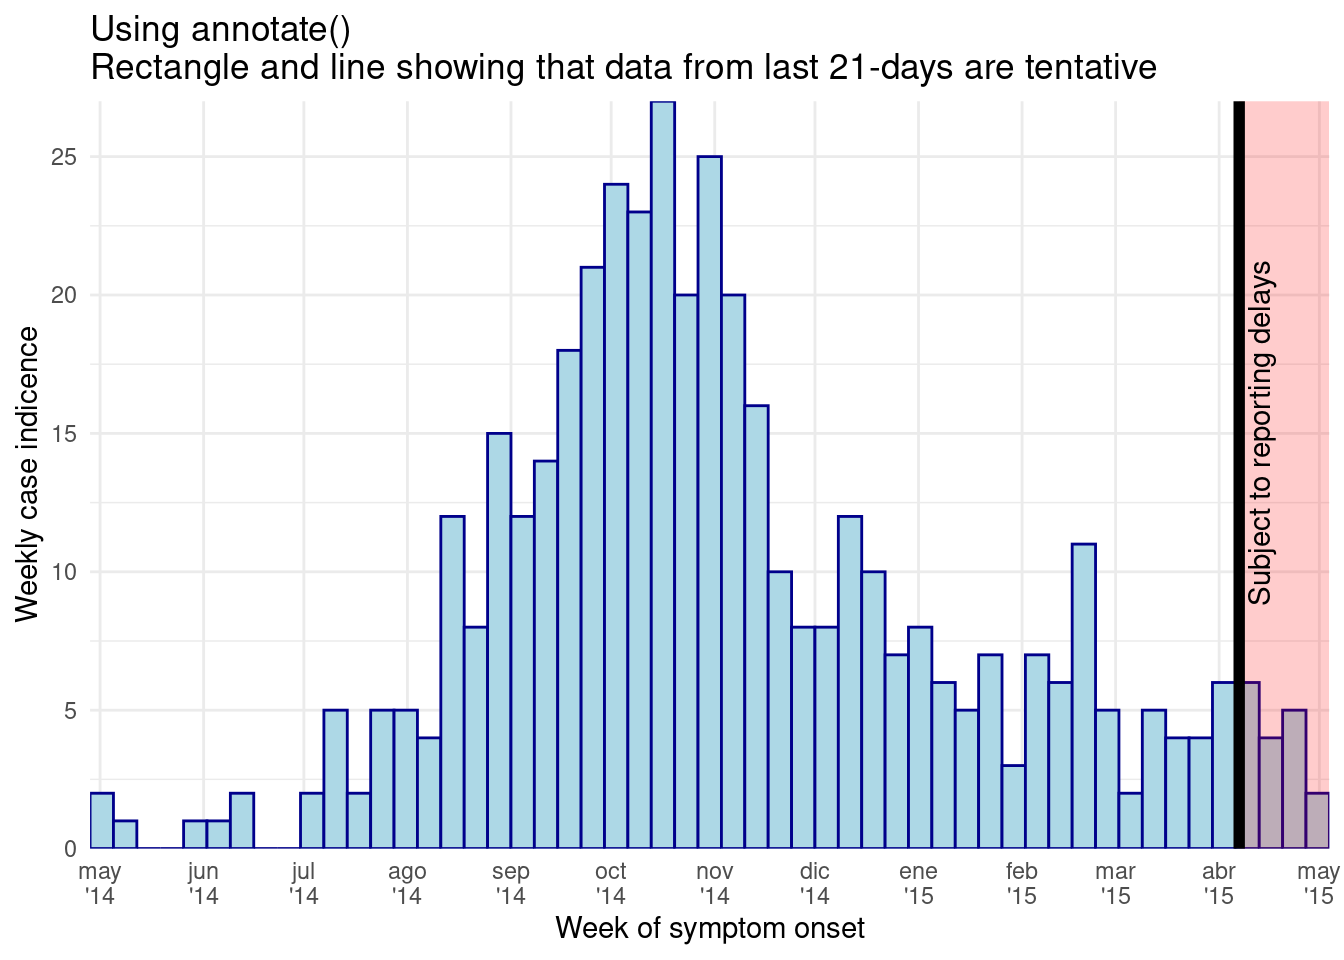 Using annotate()
Rectangle and line showing that data from last 21-days are tentative
Weekly case indicence
25
20
15
10
5
0
Subject to reporting delays
may jun jul ago sep oct nov dic ene feb mar abr may
'14 '14 '14 '14 '14 '14 '14 '14 '15 '15 '15 '15 '15
Week of symptom onset